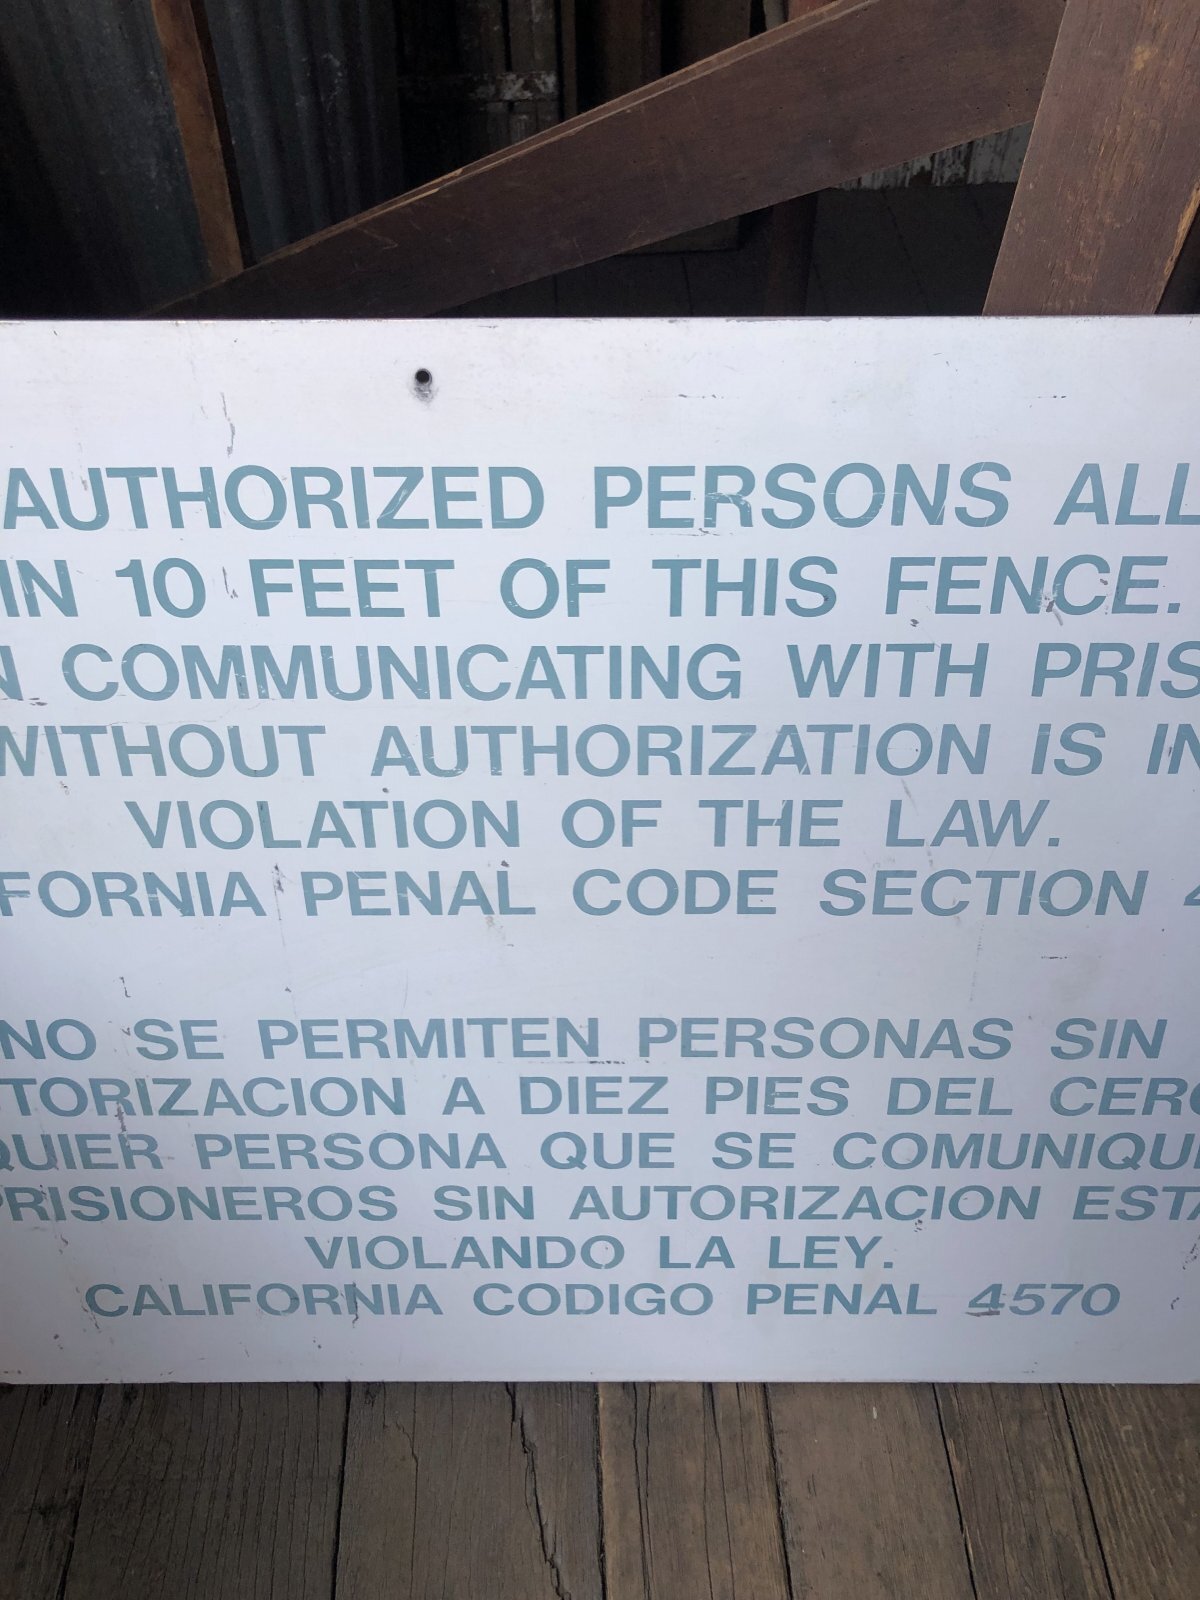 AUTHORIZED PERSONS ALL
IN 10 FEET OF THIS FENCE.
N COMMUNICATING WITH PRIS
WITHOUT AUTHORIZATION IS IN
VIOLATION OF THE LAW.
FORNIA PENAL CODE SECTION 4
NO SE PERMITEN PERSONAS SIN
TORIZACION A DIEZ PIES DEL CERC
QUIER PERSONA QUE SE COMUNIQU
PRISIONEROS SIN AUTORIZACION ESTA
VIOLANDO LA LEY.
CALIFORNIA CODIGO PENAL 4570